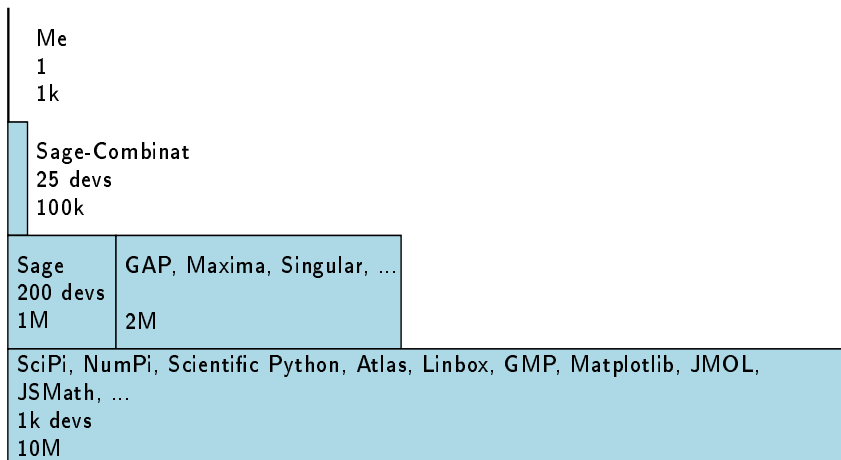 Me
1
1k
Sage-Combinat
25 devs
100k
Sage
200 devs
1M
GAP, Maxima, Singular, ...
2M
SciPi, NumPi, Scientific Python, Atlas, Linbox, GMP, Matplotlib, JMOL,
JSMath, ...
1k devs
10M